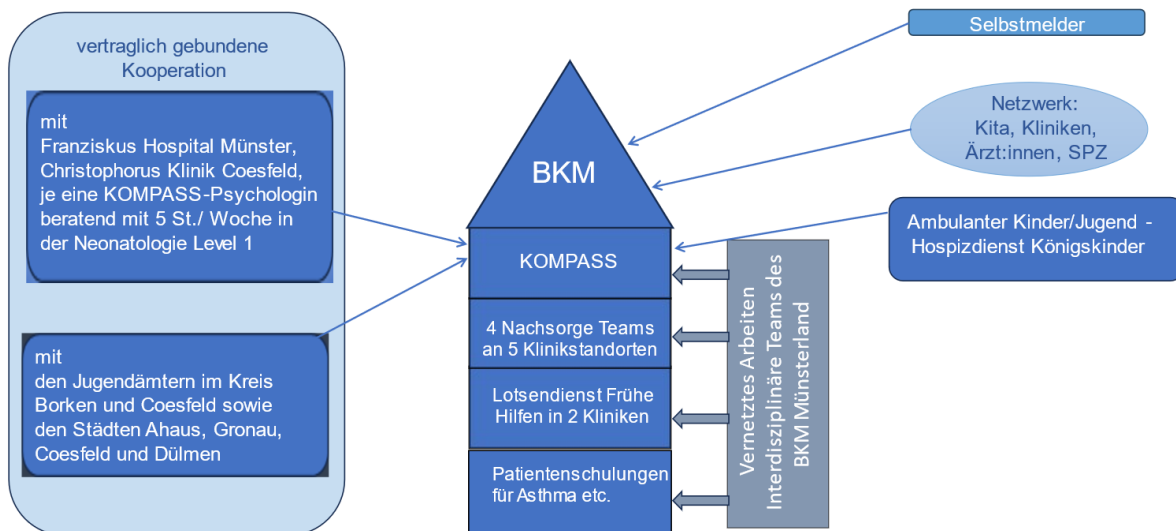 vertraglich gebundene
Kooperation
mit
Franziskus Hospital Münster,
Christophorus Klinik Coesfeld,
je eine KOMPASS-Psychologin
beratend mit 5 St./ Woche in
der Neonatologie Level 1
mit
den Jugendämtern im Kreis
Borken und Coesfeld sowie
den Städten Ahaus, Gronau,
Coesfeld und Dülmen
BKM
KOMPASS
4 Nachsorge Teams
an 5 Klinikstandorten
Lotsendienst Frühe
Hilfen in 2 Kliniken
Patientenschulungen
für Asthma etc.
Vernetztes Arbeiten
Interdisziplinäre Teams des
BKM Münsterland
Selbstmelder
Netzwerk:
Kita, Kliniken,
Ärzt:innen, SPZ
Ambulanter Kinder/Jugend -
Hospizdienst Königskinder